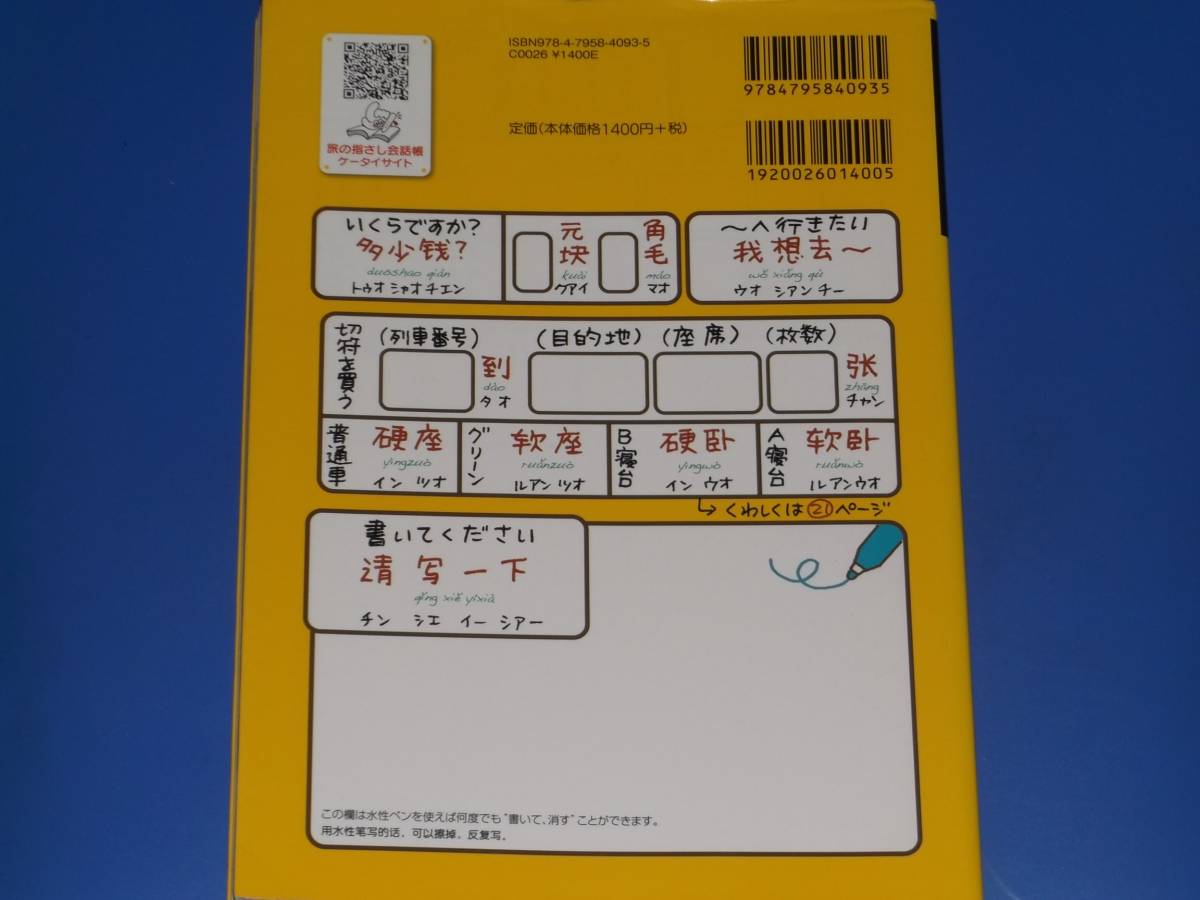 ISBN978-4-7958-4093-5
C0026 ¥1400E
9784795840935
定価(本体価格1400円+税)
1920026014005
旅の指さし会話帳
ケータイサイト
いくらですか?
多少钱?
duōshao qián
トゥオ シャオ チエン
元 角
块 毛
kuài máo
クアイ マオ
〜へ行きたい
我想去〜
wǒ xiǎng qù
ウオ シアン チー
切符を買う
(列車番号) (目的地) (座席) (枚数)
到 张
dào zhāng
タオ チャン
普通車 硬座 グリーン 软座 B寝台 硬卧 A寝台 软卧
yìngzuò ruǎnzuò yìngwò ruǎnwò
イン ツオ ルアン ツオ イン ウオ ルアンウオ
くわしくは㉑ページ
書いてください
请写一下
qǐng xiě yíxià
チン シエ イー シアー
この欄は水性ペンを使えば何度でも"書いて、消す"ことができます。
用水性笔写的话，可以擦掉，反复写。